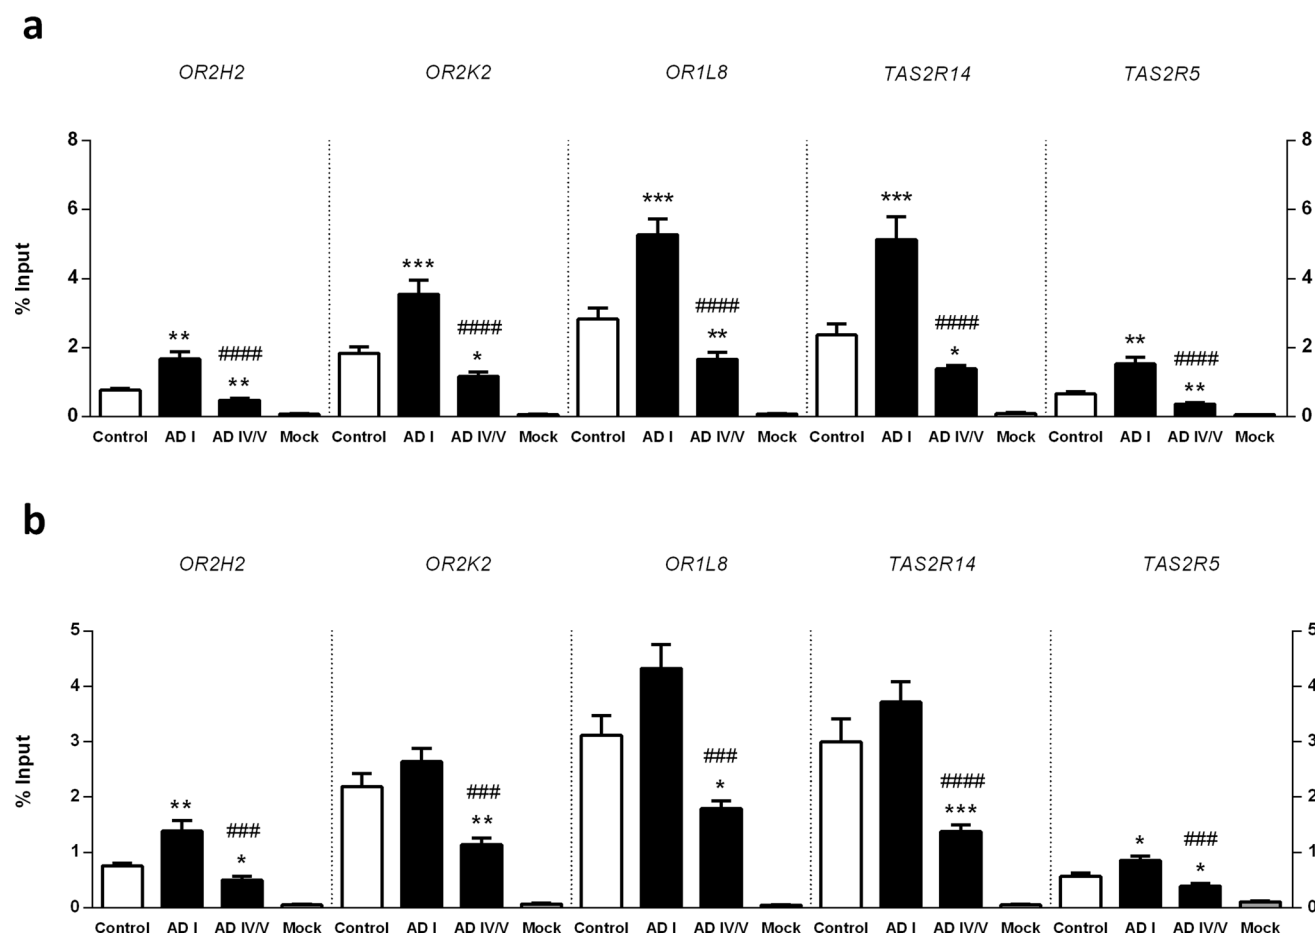 a
OR2H2 OR2K2 OR1L8 TAS2R14 TAS2R5
8 8
*** ***
6 6
***
% Input
4 #### 4
** #### #### **
2 #### ** * ####  2
** * **
0 0
Control AD I AD IV/V Mock Control AD I AD IV/V Mock Control AD I AD IV/V Mock Control AD I AD IV/V Mock Control AD I AD IV/V Mock
b
OR2H2 OR2K2 OR1L8 TAS2R14 TAS2R5
5 5
4 4
3 ### 3
####
% Input
** ### * ***
2 2
### ** * ###
1 * * 1
0 0
Control AD I AD IV/V Mock Control AD I AD IV/V Mock Control AD I AD IV/V Mock Control AD I AD IV/V Mock Control AD I AD IV/V Mock